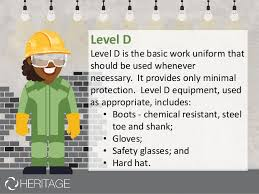 Level D
Level D is the basic work uniform that
should be used whenever
necessary.  It provides only minimal
protection.  Level D equipment, used
as appropriate, includes:
• Boots - chemical resistant, steel
toe and shank;
• Gloves;
• Safety glasses; and
• Hard hat.
HERITAGE